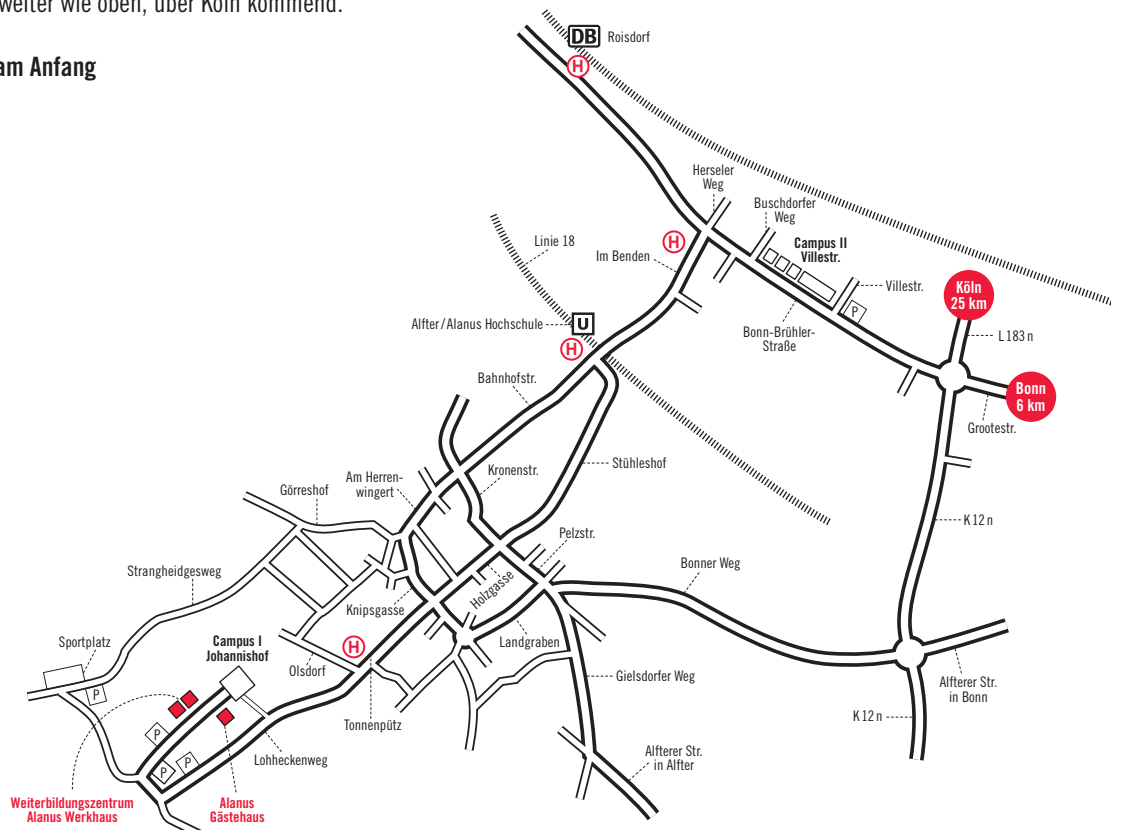 weiter wie oben, über Köln kommend.
am Anfang
DB Roisdorf
H
Herseler
Weg
Buschdorfer
Weg
Campus II
Villestr.
H
Linie 18
Im Benden
Villestr.
Köln
25 km
P
Alfter/Alanus Hochschule
U
H
Bonn-Brühler-
Straße
L183n
Bonn
6 km
Grootestr.
Bahnhofstr.
Kronenstr.
Stühleshof
Am Herren-
wingert
Görreshof
K12n
Pelzstr.
Strangheidgesweg
Bonner Weg
Holzgasse
Knipsgasse
Landgraben
Sportplatz
Campus I
Johannishof
H
Olsdorf
Gielsdorfer Weg
Alfterer Str.
in Bonn
P
Tonnenpütz
K12n
P
P
P
Lohheckenweg
Alfterer Str.
in Alfter
Weiterbildungszentrum
Alanus Werkhaus
Alanus
Gästehaus